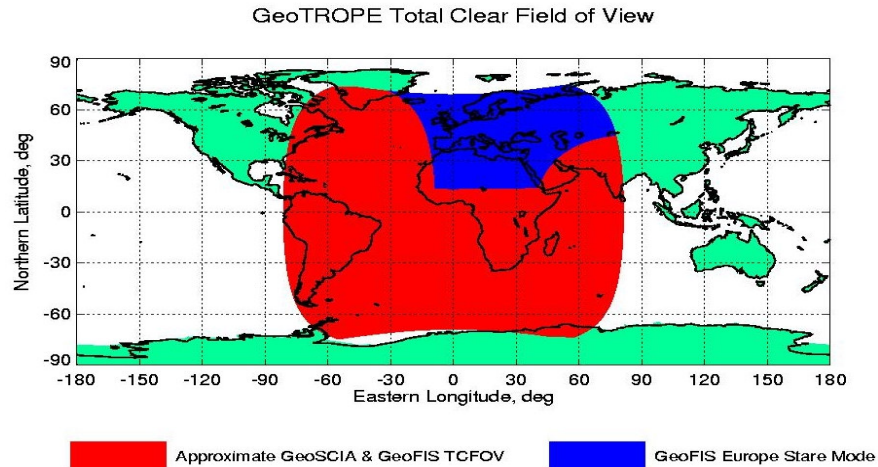 GeoTROPE Total Clear Field of View
Northern Latitude, deg
90
60
30
0
-30
-60
-90
-180 -150 -120 -90 -60 -30 0 30 60 90 120 150 180
Eastern Longitude, deg
Approximate GeoSCIA & GeoFIS TCFOV
GeoFIS Europe Stare Mode